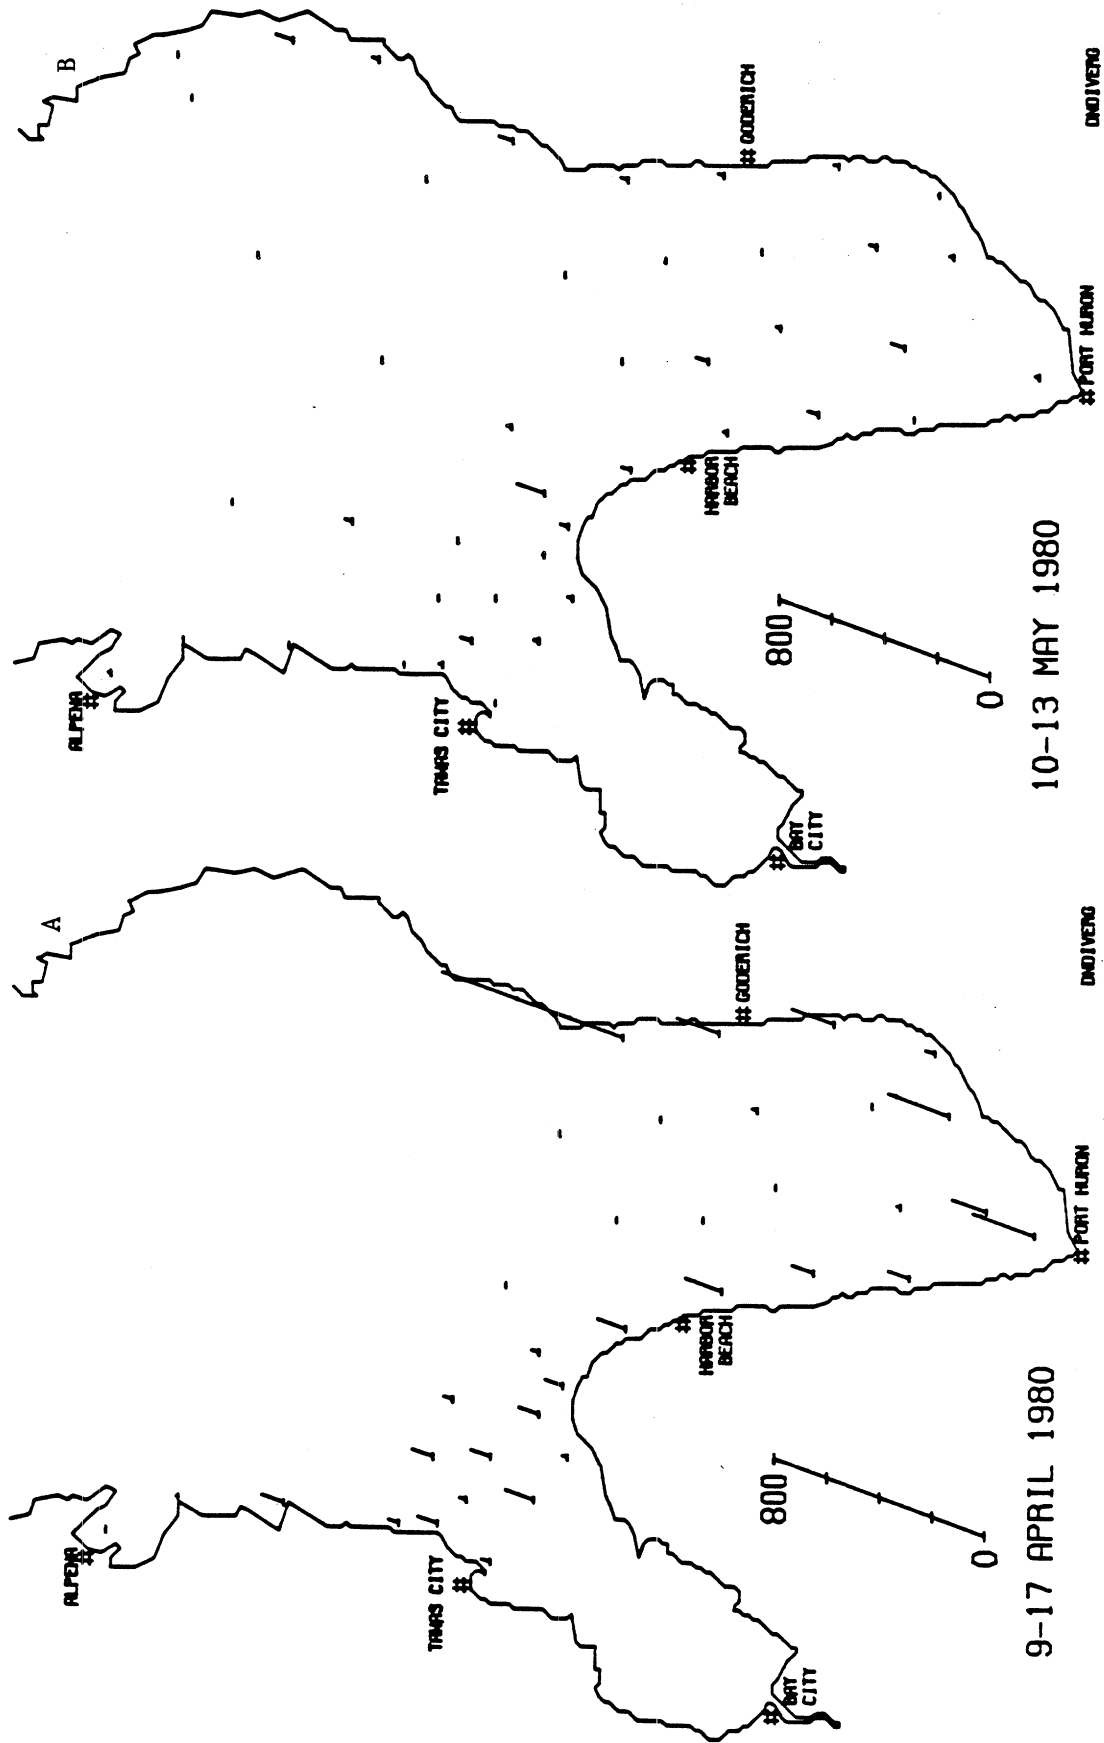 B
ALPENA
TAWAS CITY
BAY
CITY
HARBOR
BEACH
GODERICH
PORT HURON
800
0
10-13 MAY 1980
DNDIVERG
A
ALPENA
TAWAS CITY
BAY
CITY
HARBOR
BEACH
GODERICH
PORT HURON
800
0
9-17 APRIL 1980
DNDIVERG